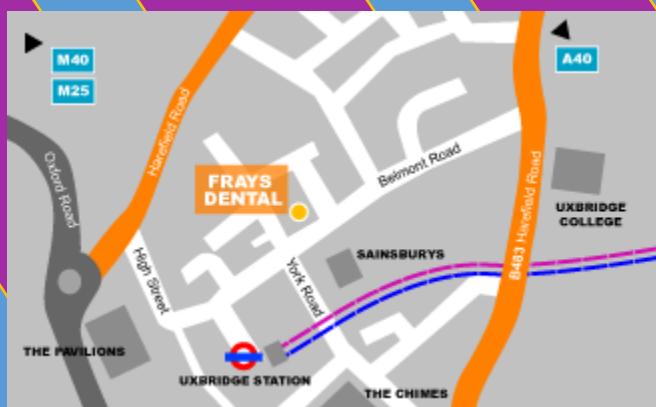 M40
M25
A40
Harefield Road
Oxford Road
Belmont Road
FRAYS
DENTAL
B483 Harefield Road
UXBRIDGE
COLLEGE
High Street
York Road
SAINSBURYS
THE PAVILIONS
UXBRIDGE STATION
THE CHIMES